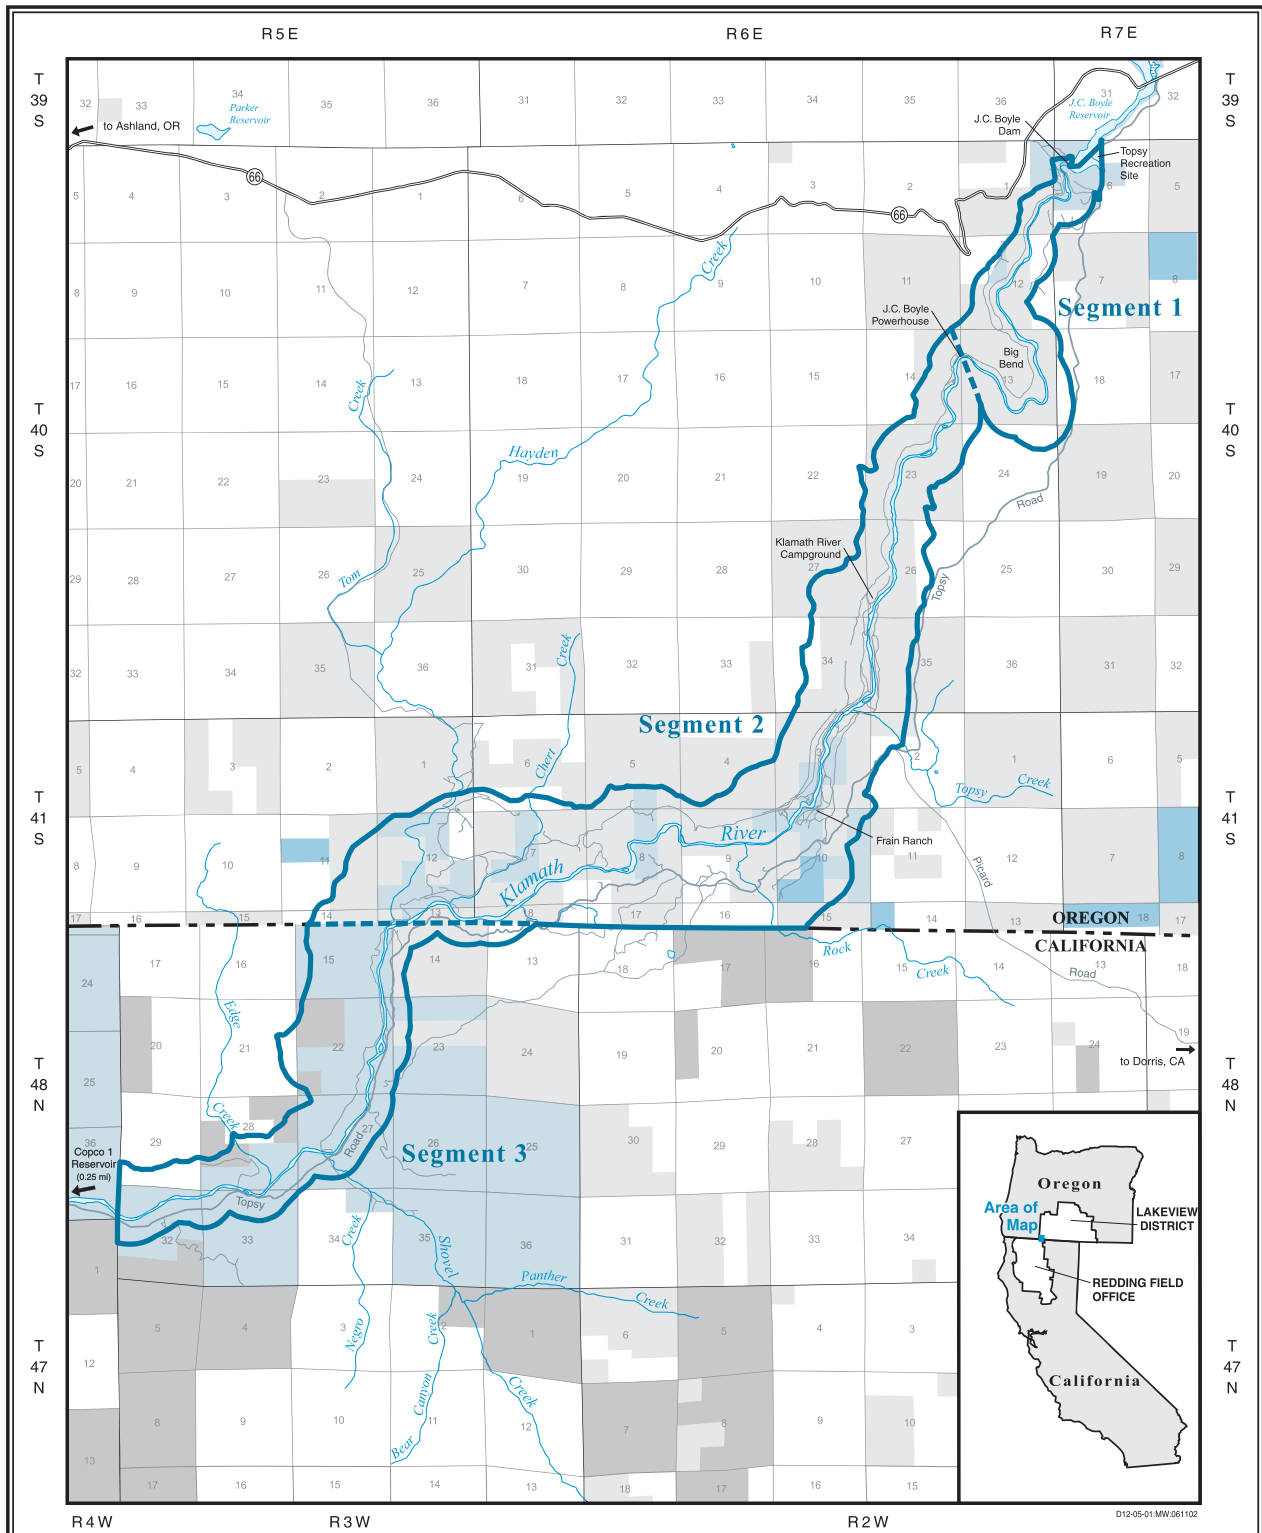 R5E
R6E
R7E
T
39
S
T
39
S
32
33
34
35
36
31
32
33
34
35
36
31
32
Parker
Reservoir
J.C. Boyle
Reservoir
J.C. Boyle
Dam
to Ashland, OR
Topsy
Recreation
Site
66
66
5
4
3
2
1
6
5
4
3
2
1
6
5
Creek
8
9
10
11
12
7
8
9
10
11
12
7
8
Segment 1
J.C. Boyle
Powerhouse
Big
Bend
17
16
15
14
13
18
17
16
15
14
13
18
17
Creek
T
40
S
T
40
S
Hayden
20
21
22
23
24
19
20
21
22
23
24
19
20
Road
Klamath River
Campground
29
28
27
26
25
30
29
28
27
26
25
30
29
Tom
Topsy
32
33
34
35
36
31
32
33
34
35
36
31
32
Creek
Segment 2
5
4
3
2
1
6
5
4
3
2
1
6
5
Chert
Topsy
Creek
T
41
S
T
41
S
River
Frain Ranch
8
9
10
11
12
7
8
9
10
11
12
7
8
Klamath
Picard
17
16
15
14
13
18
17
16
15
14
13
18
17
OREGON
CALIFORNIA
Rock
Creek
Road
24
17
16
15
14
13
18
17
16
15
14
13
18
Edge
20
21
22
23
24
19
20
21
22
23
24
19
to Dorris, CA
T
48
N
T
48
N
25
Creek
36
29
28
27
26
25
30
29
28
27
Road
Segment 3
Copco 1
Reservoir
(0.25 mi)
Topsy
32
33
34
35
36
31
32
33
34
Creek
Shovel
Panther
Creek
1
5
4
3
2
1
6
5
4
3
Negro
Creek
T
47
N
T
47
N
12
8
9
10
11
12
7
8
9
10
Canyon
Creek
Bear
13
17
16
15
14
13
18
17
16
15
Oregon
Area of
Map
LAKEVIEW
DISTRICT
REDDING FIELD
OFFICE
California
R4W
R3W
R2W
D12-05-01:MW:061102